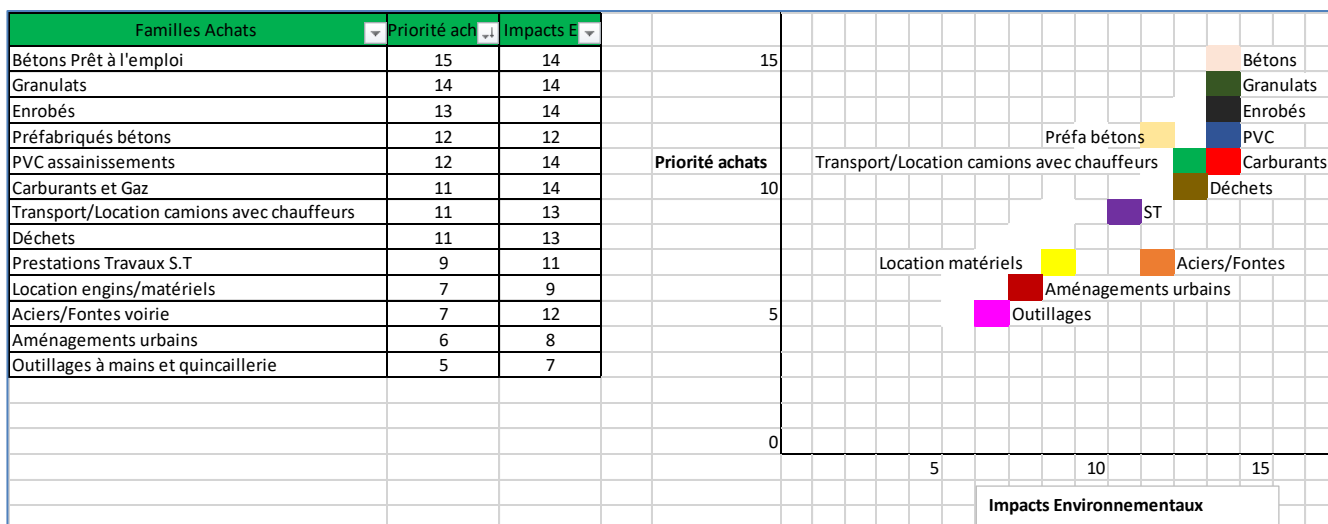 Familles Achats Priorité ach Impacts E
Bétons Prêt à l'emploi 15 14 15 Bétons
Granulats 14 14 Granulats
Enrobés 13 14 Enrobés
Préfabriqués bétons 12 12 Préfa bétons PVC
PVC assainissements 12 14 Priorité achats Transport/Location camions avec chauffeurs Carburants
Carburants et Gaz 11 14 10 Déchets
Transport/Location camions avec chauffeurs 11 13 ST
Déchets 11 13
Prestations Travaux S.T 9 11 Location matériels Aciers/Fontes
Location engins/matériels 7 9 Aménagements urbains
Aciers/Fontes voirie 7 12 5 Outillages
Aménagements urbains 6 8
Outillages à mains et quincaillerie 5 7
0
5 10 15
Impacts Environnementaux